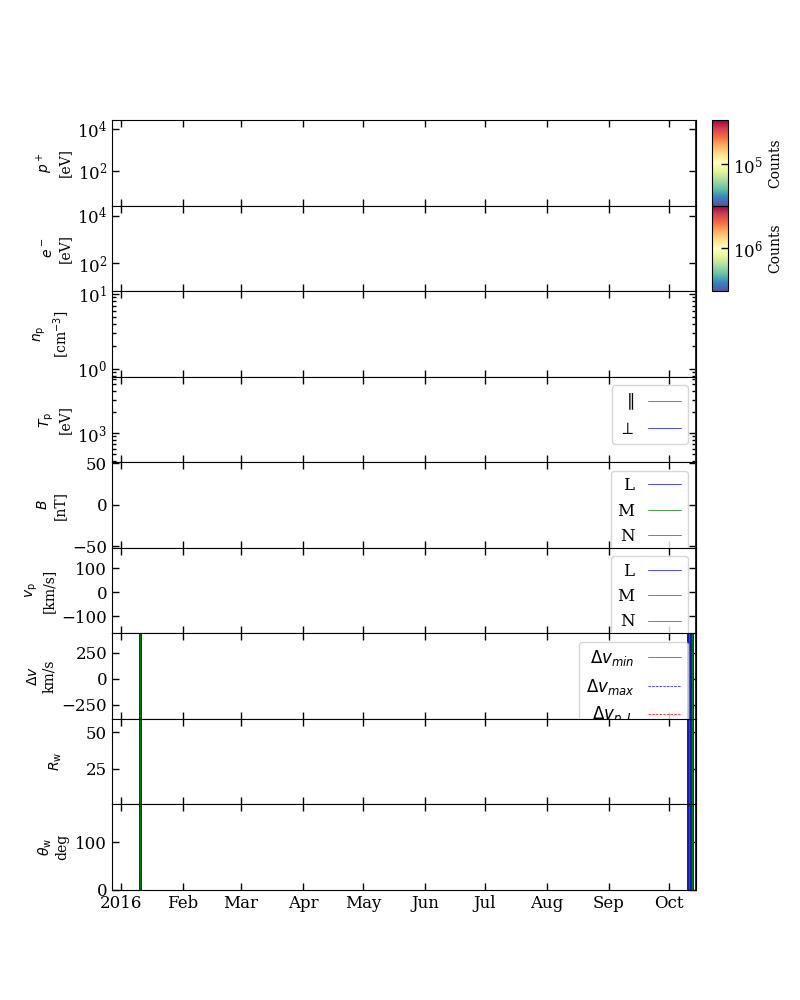 10^4
10^2
p^+
[eV]
10^5
Counts
10^4
10^2
e^−
[eV]
10^6
Counts
10^1
10^0
n_p
[cm^−3]
10^3
T_p
[eV]
∥
⊥
50
0
−50
B
[nT]
L
M
N
100
0
−100
v_p
[km/s]
L
M
N
250
0
−250
Δv
km/s
Δv_min
Δv_max
50
25
R_w
100
0
θ_w
deg
2016 Feb Mar Apr May Jun Jul Aug Sep Oct